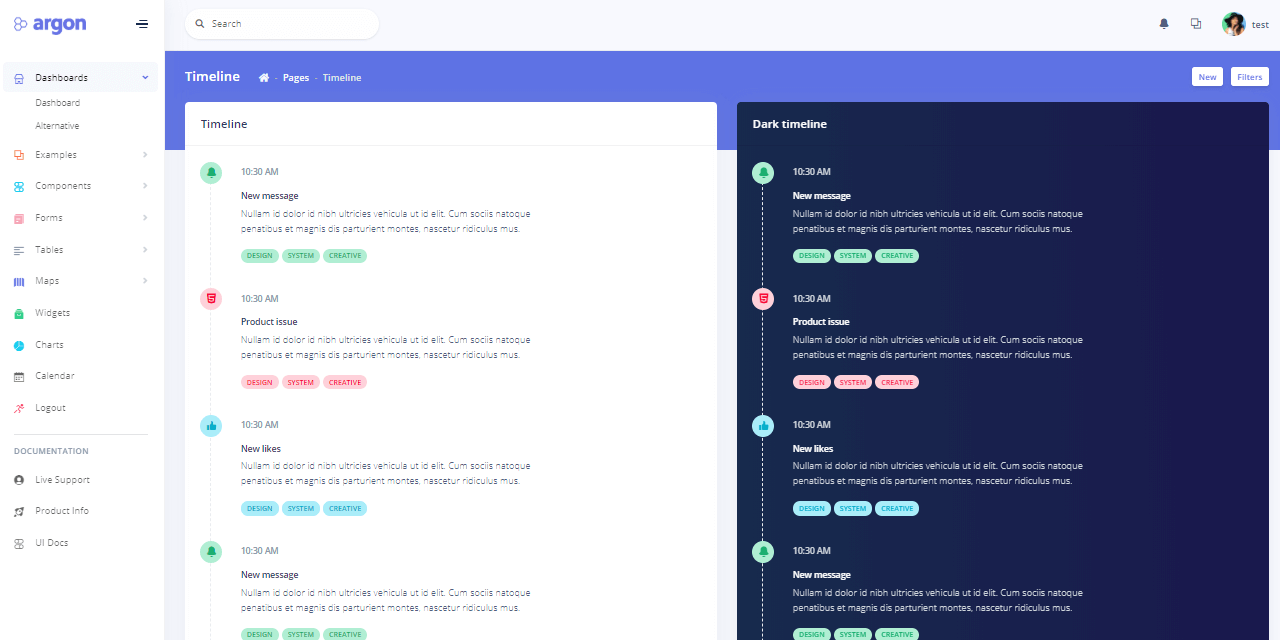 argon
Search
test
Dashboards
Dashboard
Alternative
Examples
Components
Forms
Tables
Maps
Widgets
Charts
Calendar
Logout
DOCUMENTATION
Live Support
Product Info
UI Docs
Timeline
- Pages - Timeline
New
Filters
Timeline
10:30 AM
New message
Nullam id dolor id nibh ultricies vehicula ut id elit. Cum sociis natoque
penatibus et magnis dis parturient montes, nascetur ridiculus mus.
DESIGN SYSTEM CREATIVE
10:30 AM
Product issue
Nullam id dolor id nibh ultricies vehicula ut id elit. Cum sociis natoque
penatibus et magnis dis parturient montes, nascetur ridiculus mus.
DESIGN SYSTEM CREATIVE
10:30 AM
New likes
Nullam id dolor id nibh ultricies vehicula ut id elit. Cum sociis natoque
penatibus et magnis dis parturient montes, nascetur ridiculus mus.
DESIGN SYSTEM CREATIVE
10:30 AM
New message
Nullam id dolor id nibh ultricies vehicula ut id elit. Cum sociis natoque
penatibus et magnis dis parturient montes, nascetur ridiculus mus.
DESIGN SYSTEM CREATIVE
Dark timeline
10:30 AM
New message
Nullam id dolor id nibh ultricies vehicula ut id elit. Cum sociis natoque
penatibus et magnis dis parturient montes, nascetur ridiculus mus.
DESIGN SYSTEM CREATIVE
10:30 AM
Product issue
Nullam id dolor id nibh ultricies vehicula ut id elit. Cum sociis natoque
penatibus et magnis dis parturient montes, nascetur ridiculus mus.
DESIGN SYSTEM CREATIVE
10:30 AM
New likes
Nullam id dolor id nibh ultricies vehicula ut id elit. Cum sociis natoque
penatibus et magnis dis parturient montes, nascetur ridiculus mus.
DESIGN SYSTEM CREATIVE
10:30 AM
New message
Nullam id dolor id nibh ultricies vehicula ut id elit. Cum sociis natoque
penatibus et magnis dis parturient montes, nascetur ridiculus mus.
DESIGN SYSTEM CREATIVE